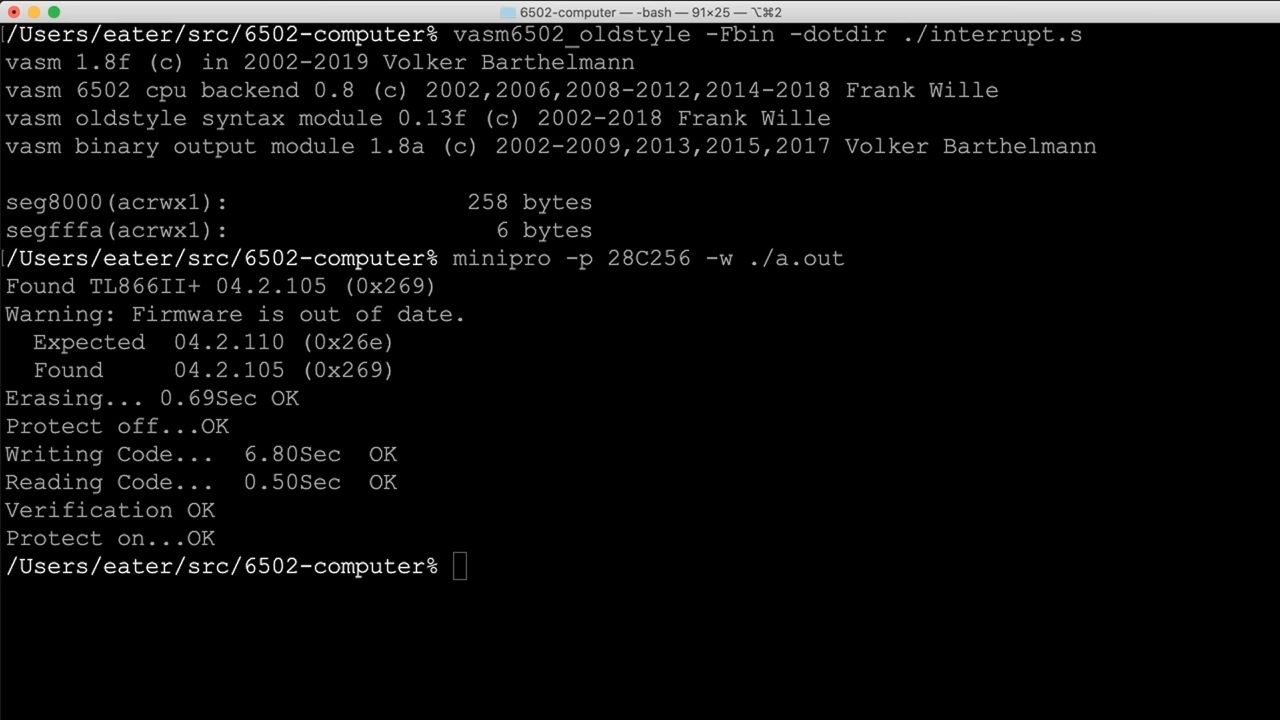 6502-computer — -bash — 91×25 — ⌥⌘2
[/Users/eater/src/6502-computer% vasm6502_oldstyle -Fbin -dotdir ./interrupt.s
vasm 1.8f (c) in 2002-2019 Volker Barthelmann
vasm 6502 cpu backend 0.8 (c) 2002,2006,2008-2012,2014-2018 Frank Wille
vasm oldstyle syntax module 0.13f (c) 2002-2018 Frank Wille
vasm binary output module 1.8a (c) 2002-2009,2013,2015,2017 Volker Barthelmann
seg8000(acrwx1):                 258 bytes
segfffa(acrwx1):                   6 bytes
[/Users/eater/src/6502-computer% minipro -p 28C256 -w ./a.out
Found TL866II+ 04.2.105 (0x269)
Warning: Firmware is out of date.
  Expected  04.2.110 (0x26e)
  Found     04.2.105 (0x269)
Erasing... 0.69Sec OK
Protect off...OK
Writing Code...  6.80Sec  OK
Reading Code...  0.50Sec  OK
Verification OK
Protect on...OK
/Users/eater/src/6502-computer%